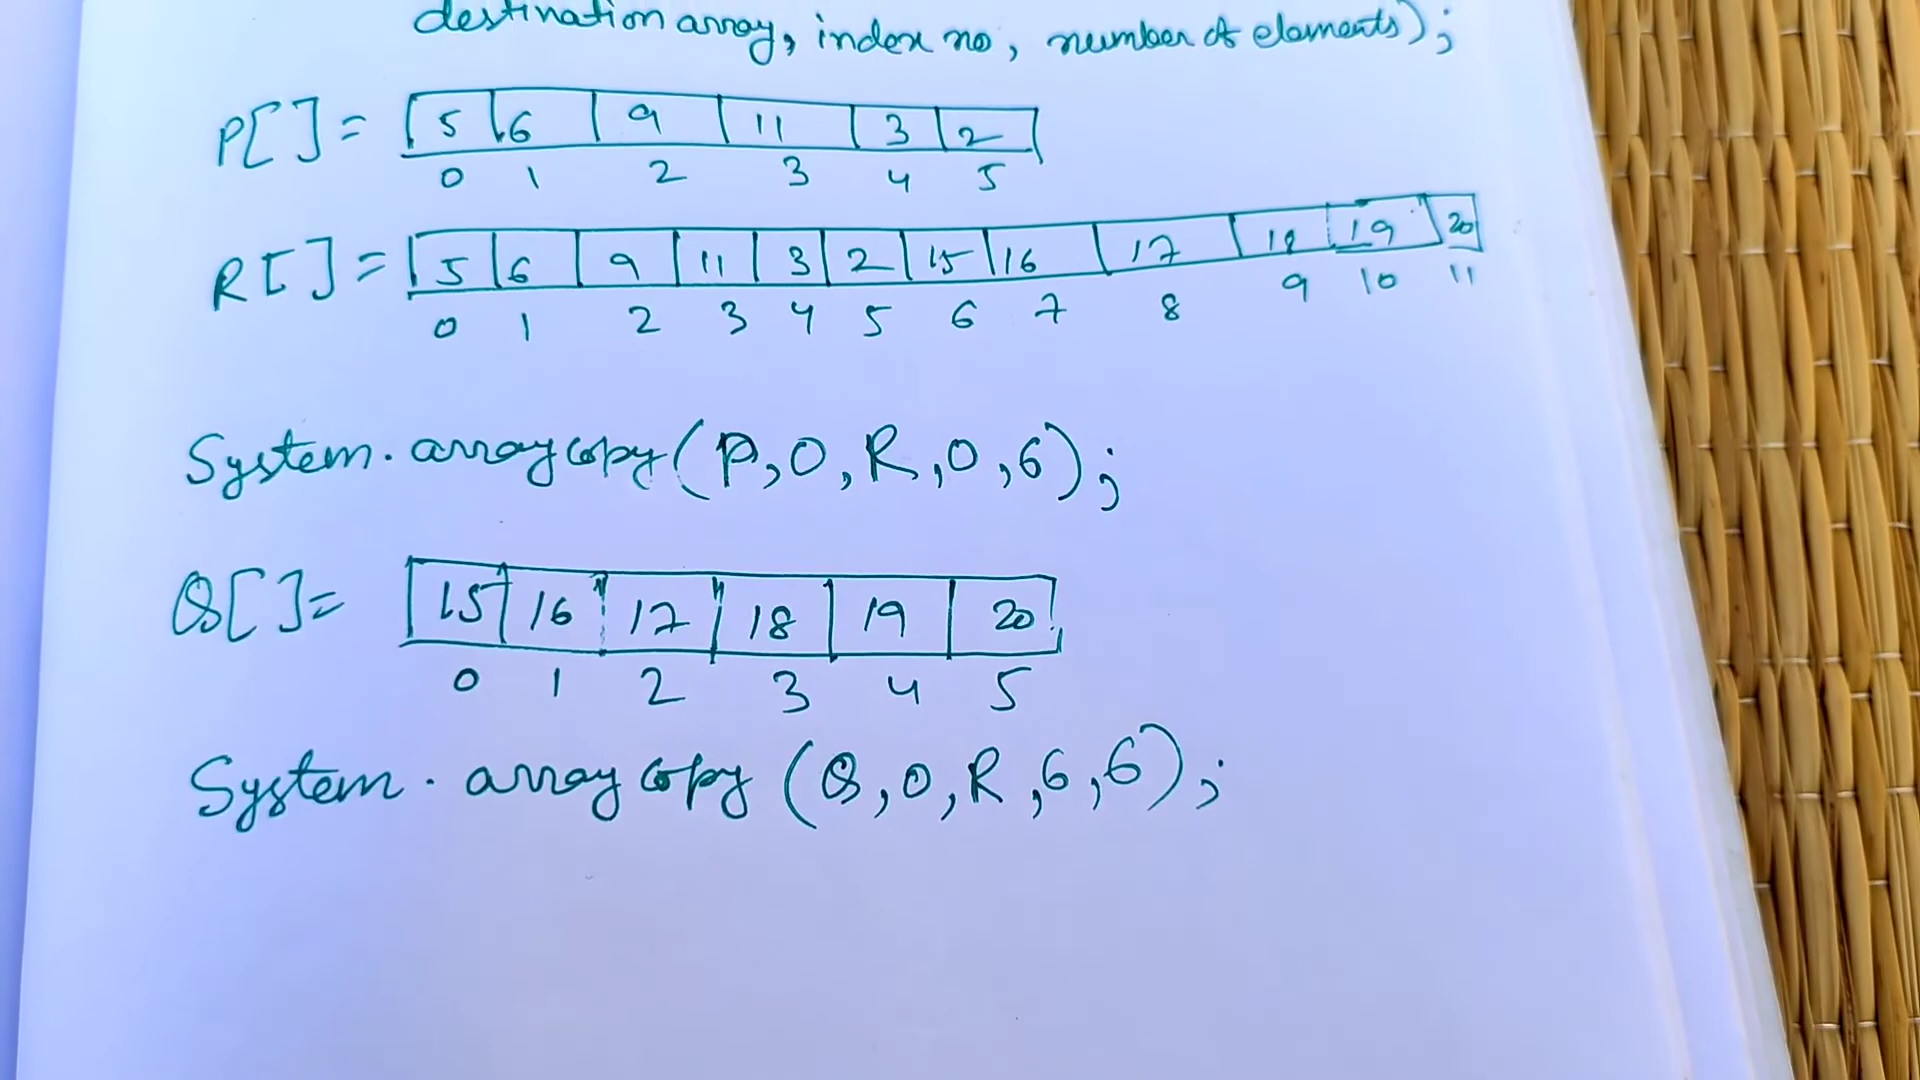 destination array, index no, number of elements);
P[ ] = 5 6 9 11 3 2
0 1 2 3 4 5
R[ ] = 5 6 9 11 3 2 15 16 17 18 19 20
0 1 2 3 4 5 6 7 8 9 10 11
System.arraycopy(P,0,R,0,6);
Q[ ] = 15 16 17 18 19 20
0 1 2 3 4 5
System.arraycopy(Q,0,R,6,6);